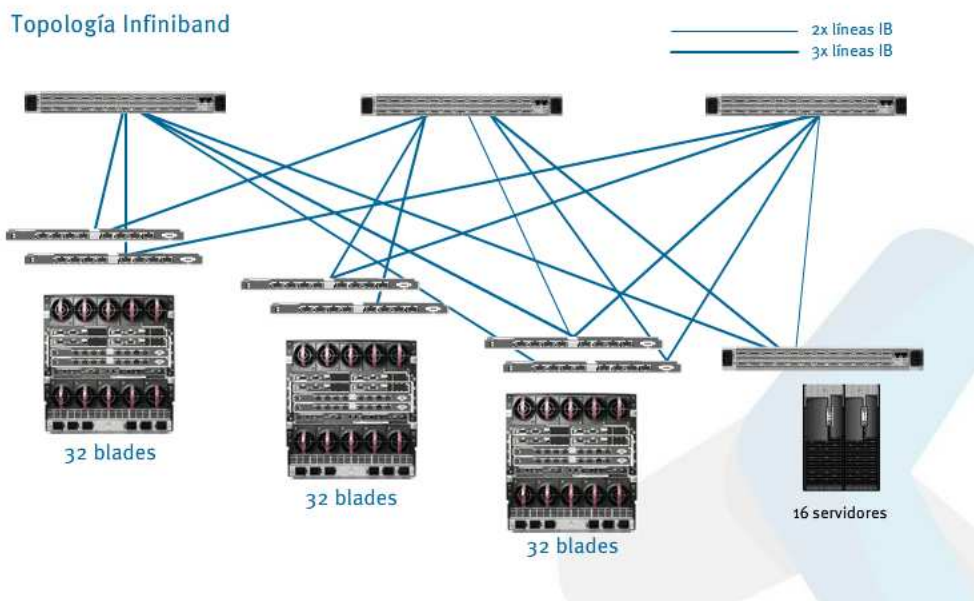 Topología Infiniband
2x líneas IB
3x líneas IB
32 blades
32 blades
32 blades
16 servidores